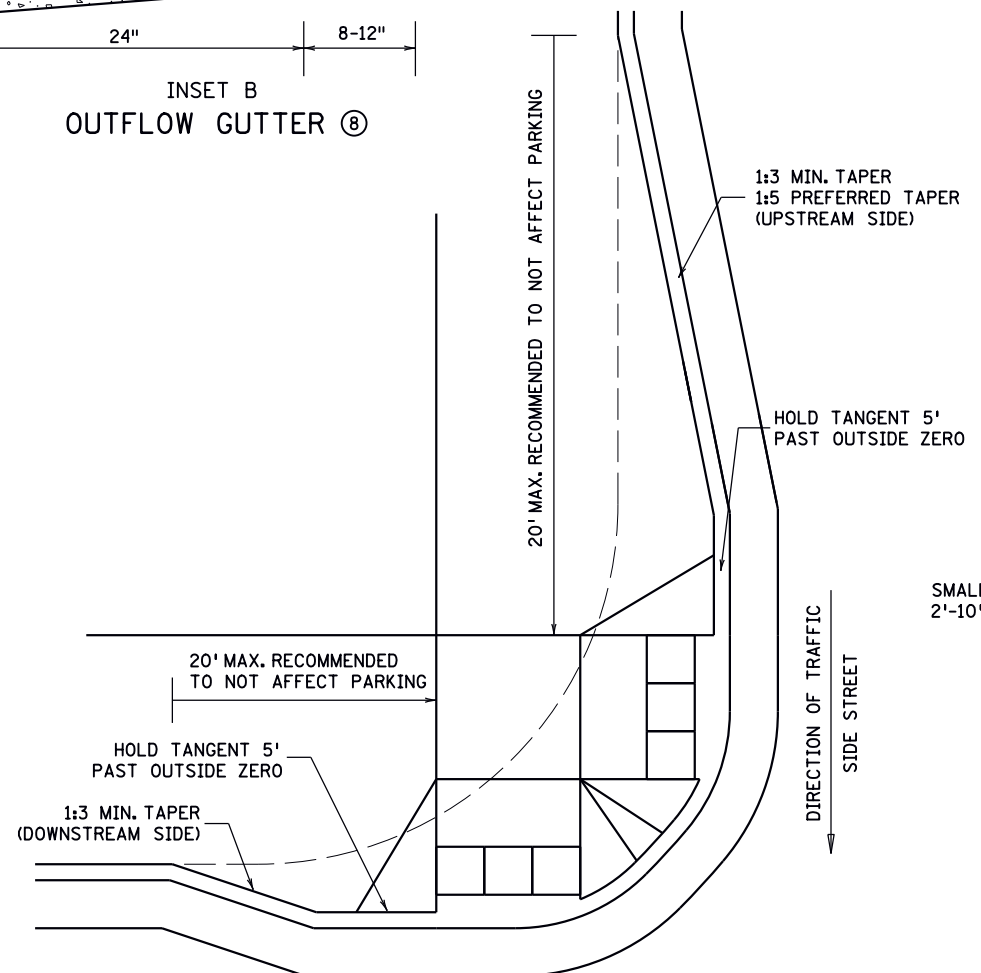 24"
8-12"
INSET B
OUTFLOW GUTTER 8
20' MAX. RECOMMENDED TO NOT AFFECT PARKING
1:3 MIN. TAPER
1:5 PREFERRED TAPER
(UPSTREAM SIDE)
HOLD TANGENT 5'
PAST OUTSIDE ZERO
2'-10"
DIRECTION OF TRAFFIC
SIDE STREET
20' MAX. RECOMMENDED
TO NOT AFFECT PARKING
HOLD TANGENT 5'
PAST OUTSIDE ZERO
1:3 MIN. TAPER
(DOWNSTREAM SIDE)